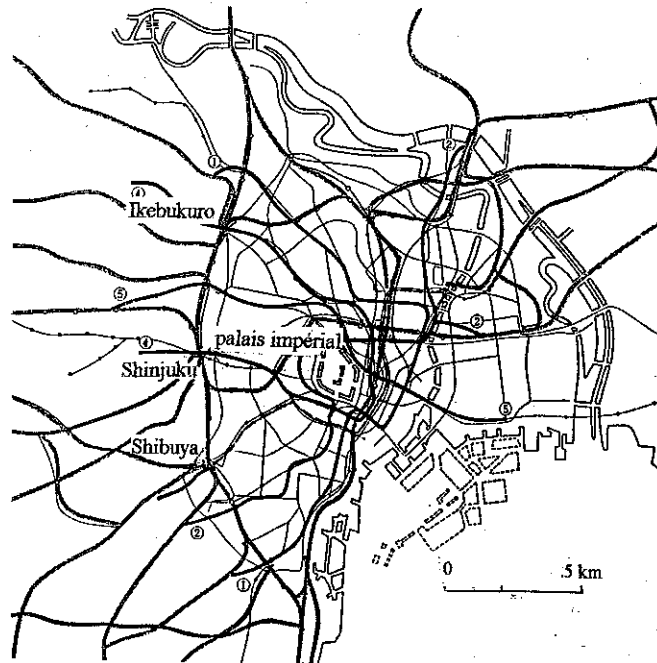 ②
①
④
Ikebukuro
⑤
②
④
palais impérial
Shinjuku
⑤
Shibuya
②
0 5 km
①